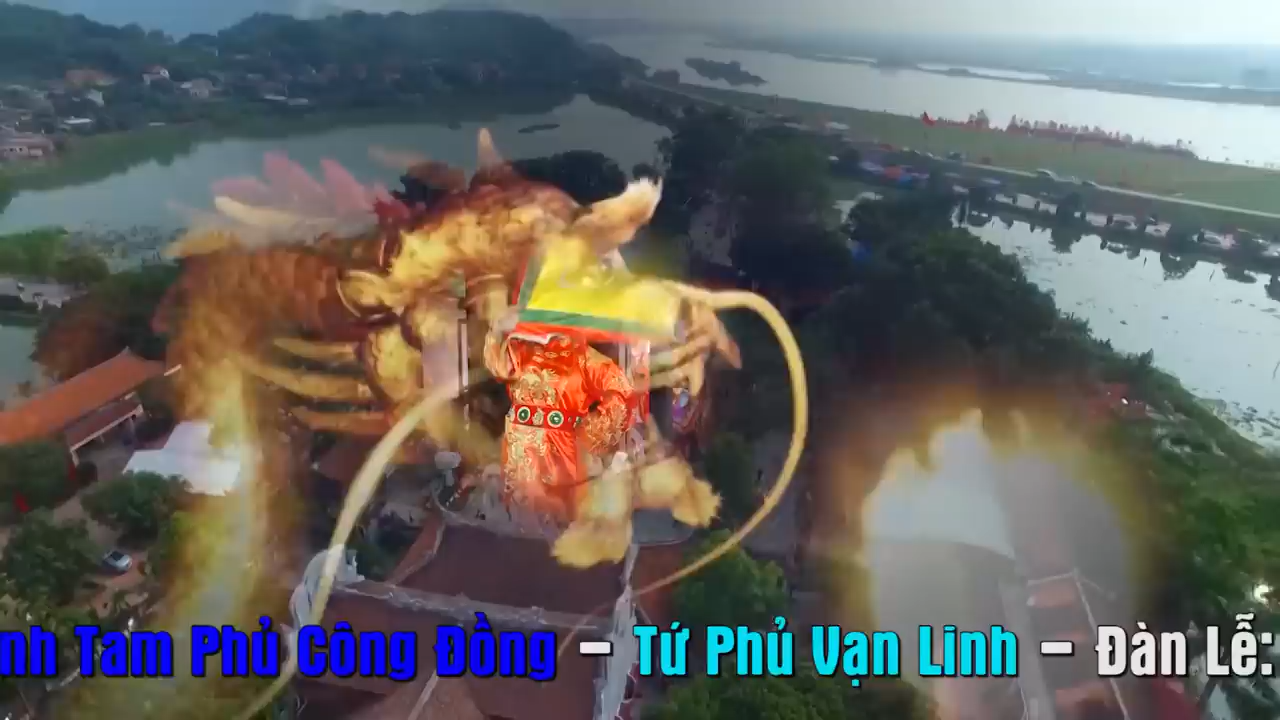 nh Tam Phủ Công Đồng - Tứ Phủ Vạn Linh - Đàn Lễ: